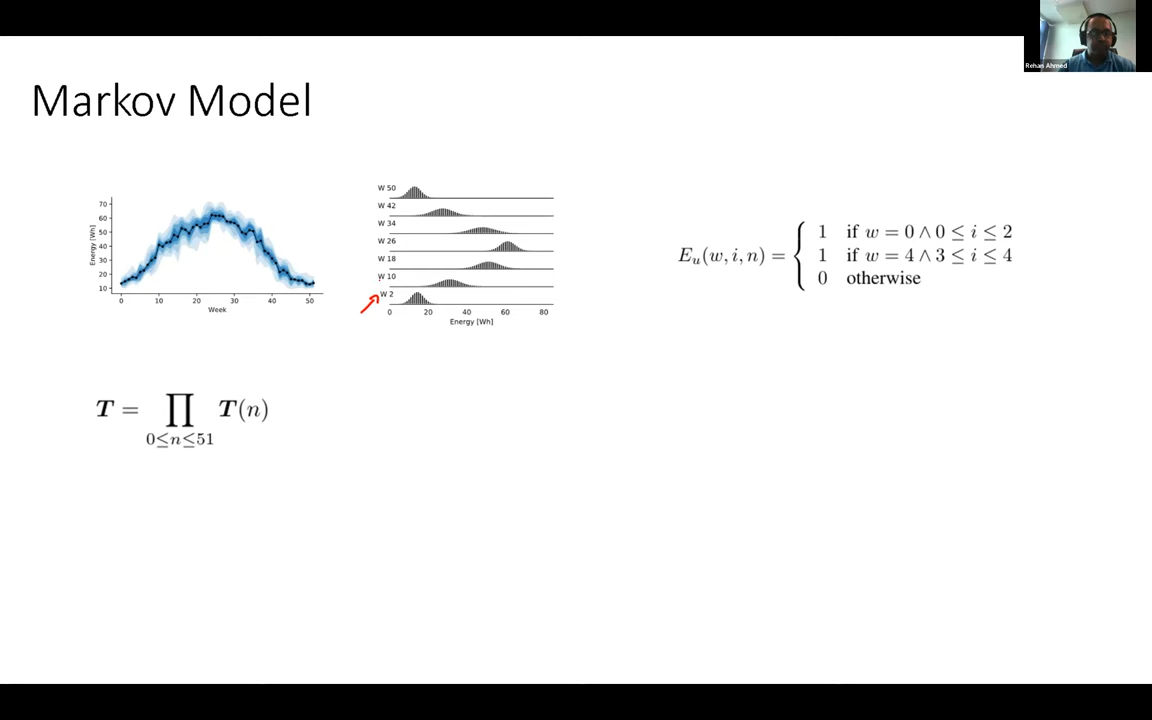 Rehan Ahmed
Markov Model
70
60
50
40
30
20
10
Energy [Wh]
0 10 20 30 40 50
Week
W 50
W 42
W 34
W 26
W 18
W 10
W 2
0 20 40 60 80
Energy [Wh]
E_u(w, i, n) = {
1 if w = 0 ∧ 0 ≤ i ≤ 2
1 if w = 4 ∧ 3 ≤ i ≤ 4
0 otherwise
T = ∏ T(n)
0≤n≤51